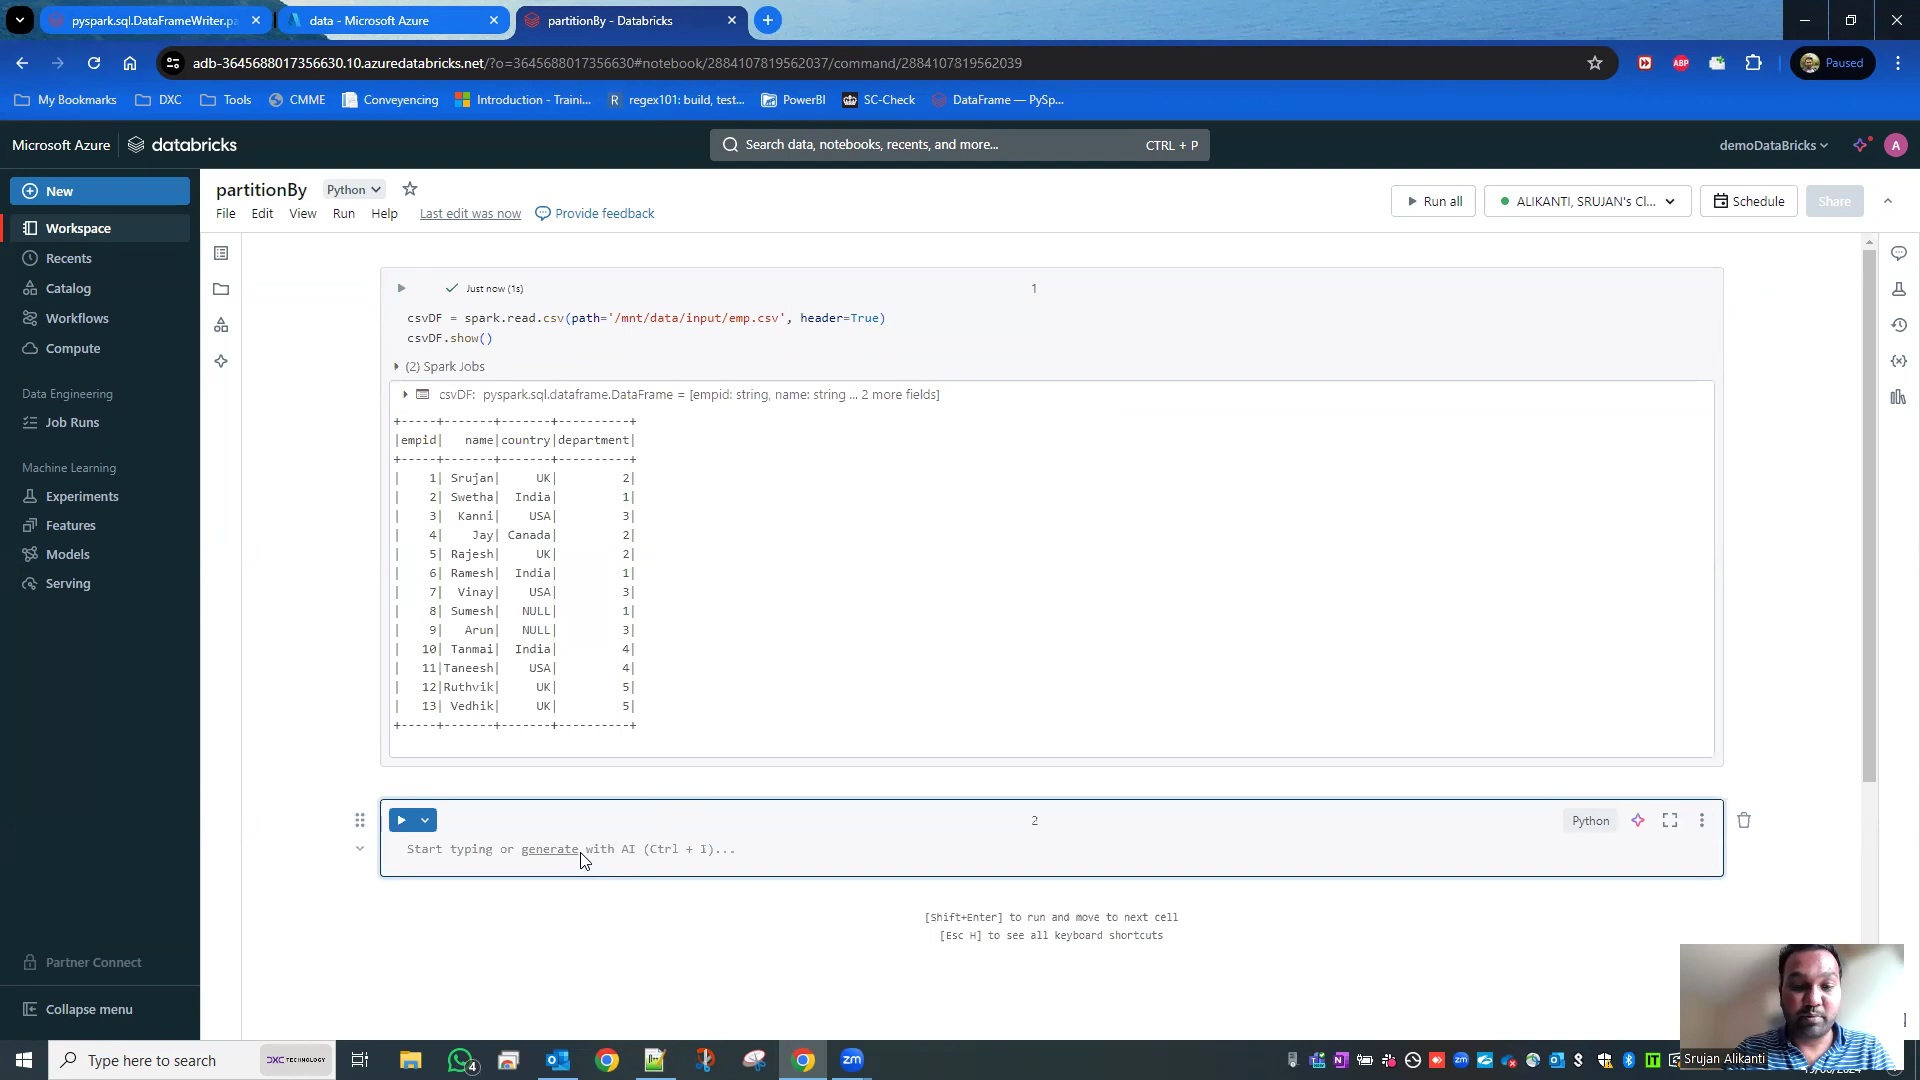 pyspark.sql.DataFrameWriter.pa
data - Microsoft Azure
partitionBy - Databricks
adb-3645688017356630.10.azuredatabricks.net/?o=3645688017356630#notebook/2884107819562037/command/2884107819562039
ABP
Paused
My Bookmarks
DXC
Tools
CMME
Conveyencing
Introduction - Traini...
R regex101: build, test...
PowerBI
SC-Check
DataFrame — PySp...
Microsoft Azure
databricks
Search data, notebooks, recents, and more...
CTRL + P
demoDataBricks
A
New
partitionBy
Python
Run all
ALIKANTI, SRUJAN's Cl...
Schedule
Share
File Edit View Run Help Last edit was now Provide feedback
Workspace
Recents
Catalog
Workflows
Compute
Data Engineering
Job Runs
Machine Learning
Experiments
Features
Models
Serving
Partner Connect
Collapse menu
Just now (1s)
1
csvDF = spark.read.csv(path='/mnt/data/input/emp.csv', header=True)
csvDF.show()
(2) Spark Jobs
csvDF: pyspark.sql.dataframe.DataFrame = [empid: string, name: string ... 2 more fields]
+-----+-------+-------+----------+
|empid|   name|country|department|
+-----+-------+-------+----------+
|    1| Srujan|     UK|         2|
|    2| Swetha|  India|         1|
|    3|  Kanni|    USA|         3|
|    4|    Jay| Canada|         2|
|    5| Rajesh|     UK|         2|
|    6| Ramesh|  India|         1|
|    7|  Vinay|    USA|         3|
|    8| Sumesh|   NULL|         1|
|    9|   Arun|   NULL|         3|
|   10| Tanmai|  India|         4|
|   11|Taneesh|    USA|         4|
|   12|Ruthvik|     UK|         5|
|   13| Vedhik|     UK|         5|
+-----+-------+-------+----------+
2
Python
Start typing or generate with AI (Ctrl + I)...
[Shift+Enter] to run and move to next cell
[Esc H] to see all keyboard shortcuts
Type here to search
DXC TECHNOLOGY
4
zm
Srujan Alikanti